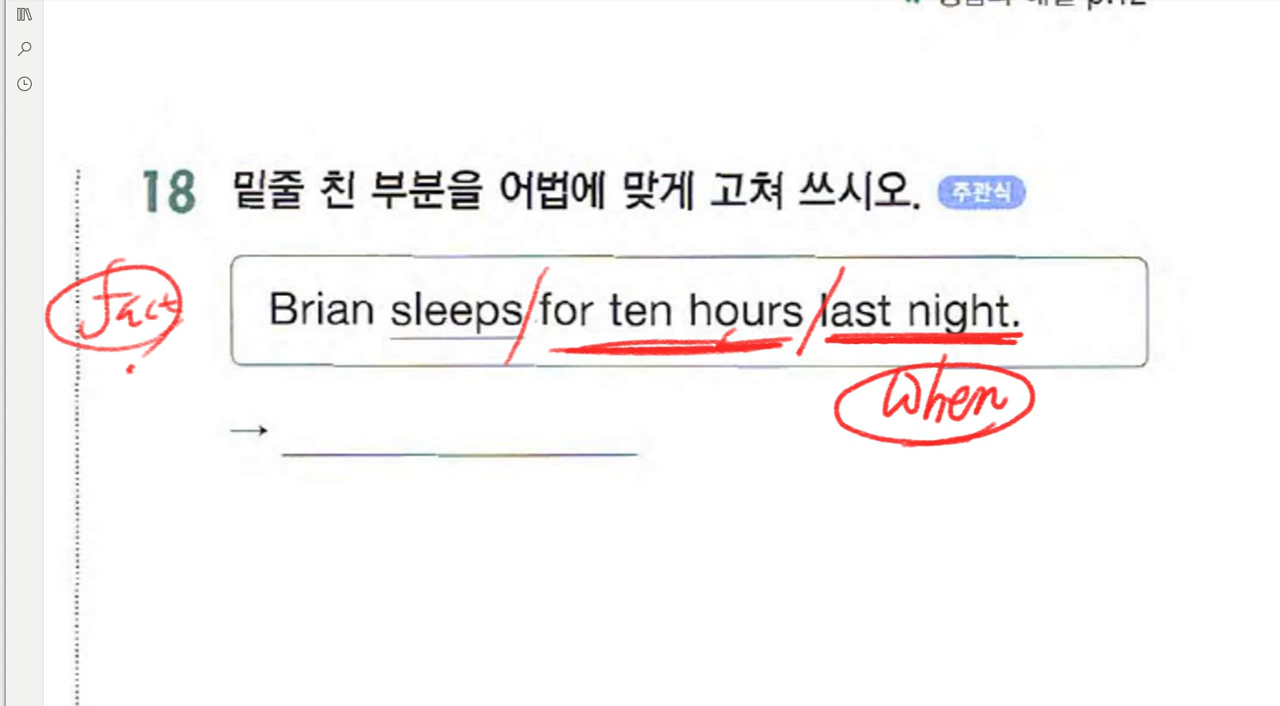 18 밑줄 친 부분을 어법에 맞게 고쳐 쓰시오. 주관식
fact
Brian sleeps / for ten hours / last night.
when
→